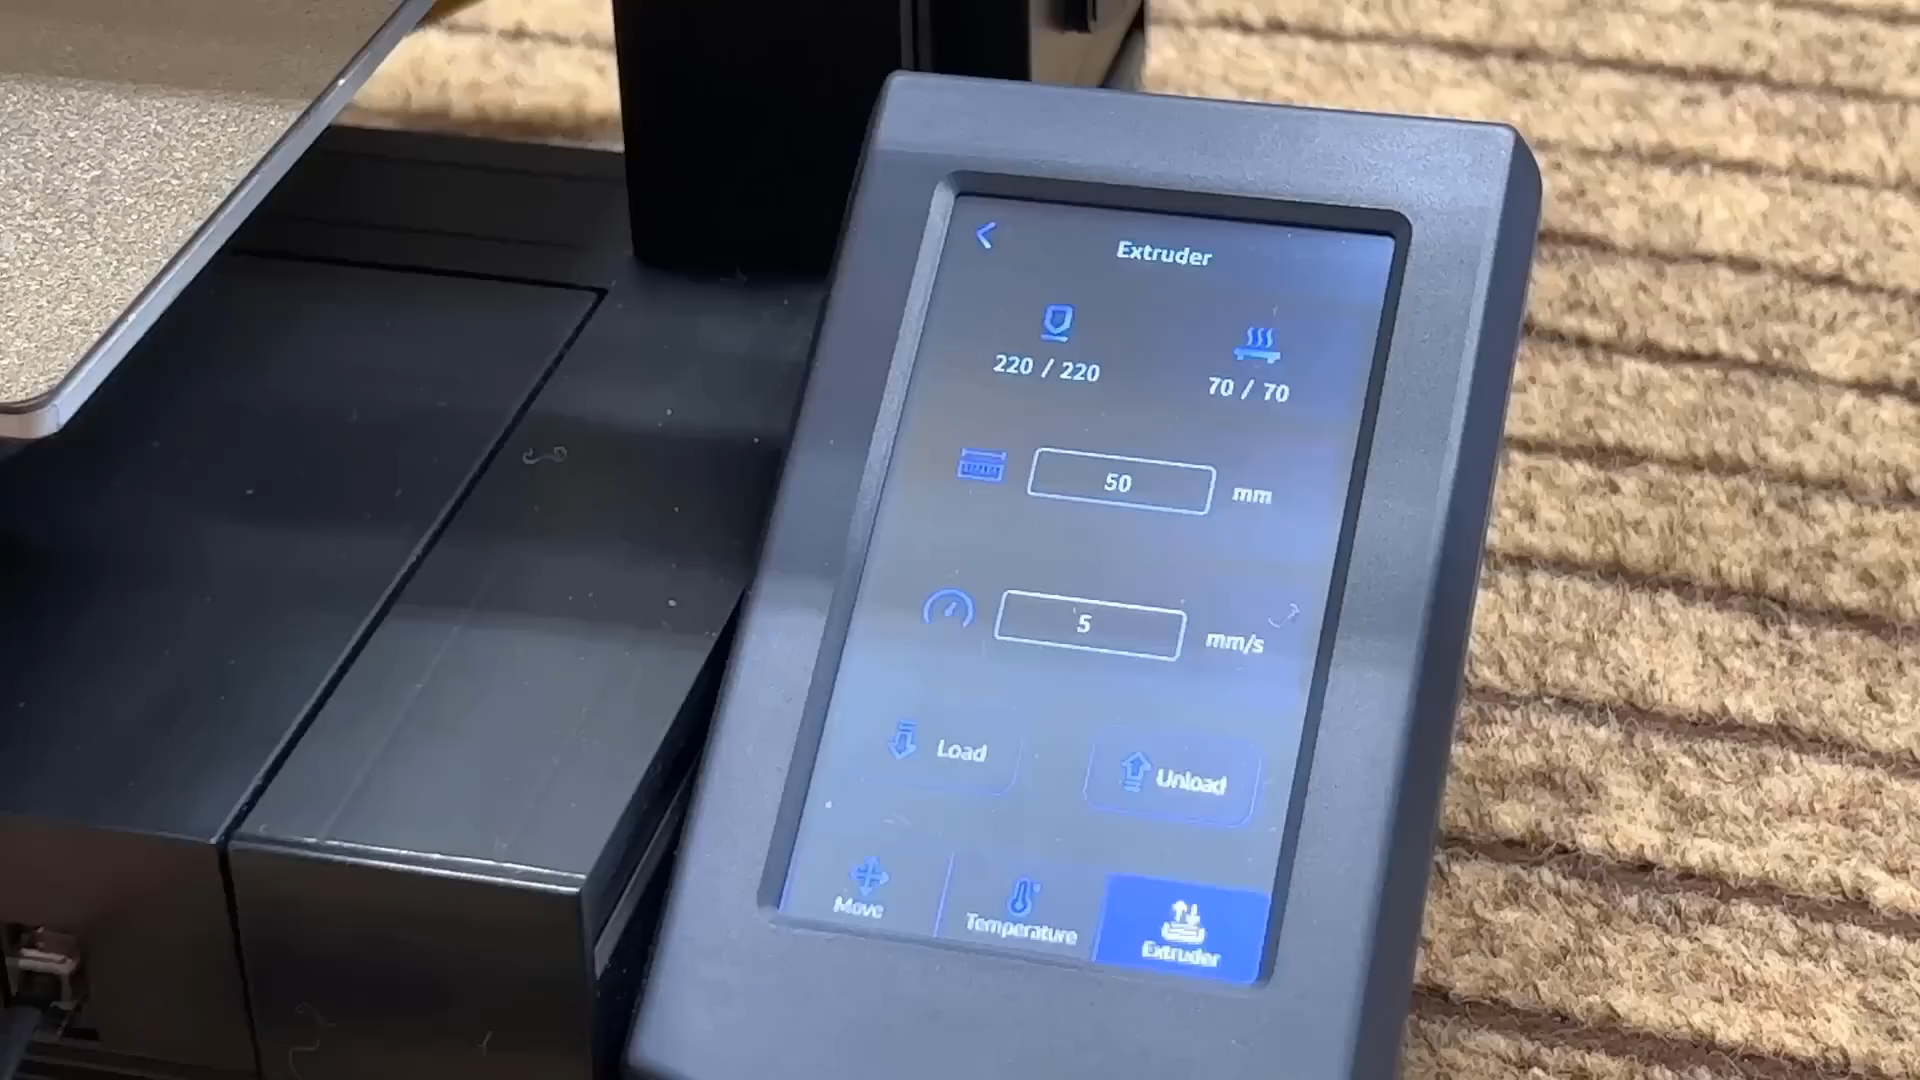 Extruder
220 / 220
70 / 70
50 mm
5 mm/s
Load
Unload
Move
Temperature
Extruder